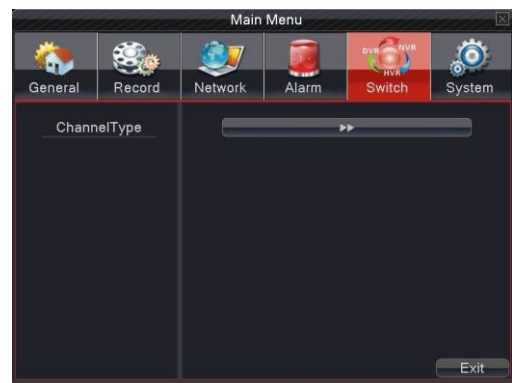 Main Menu
DVR NVR
HVR
General Record Network Alarm Switch System
ChannelType
Exit